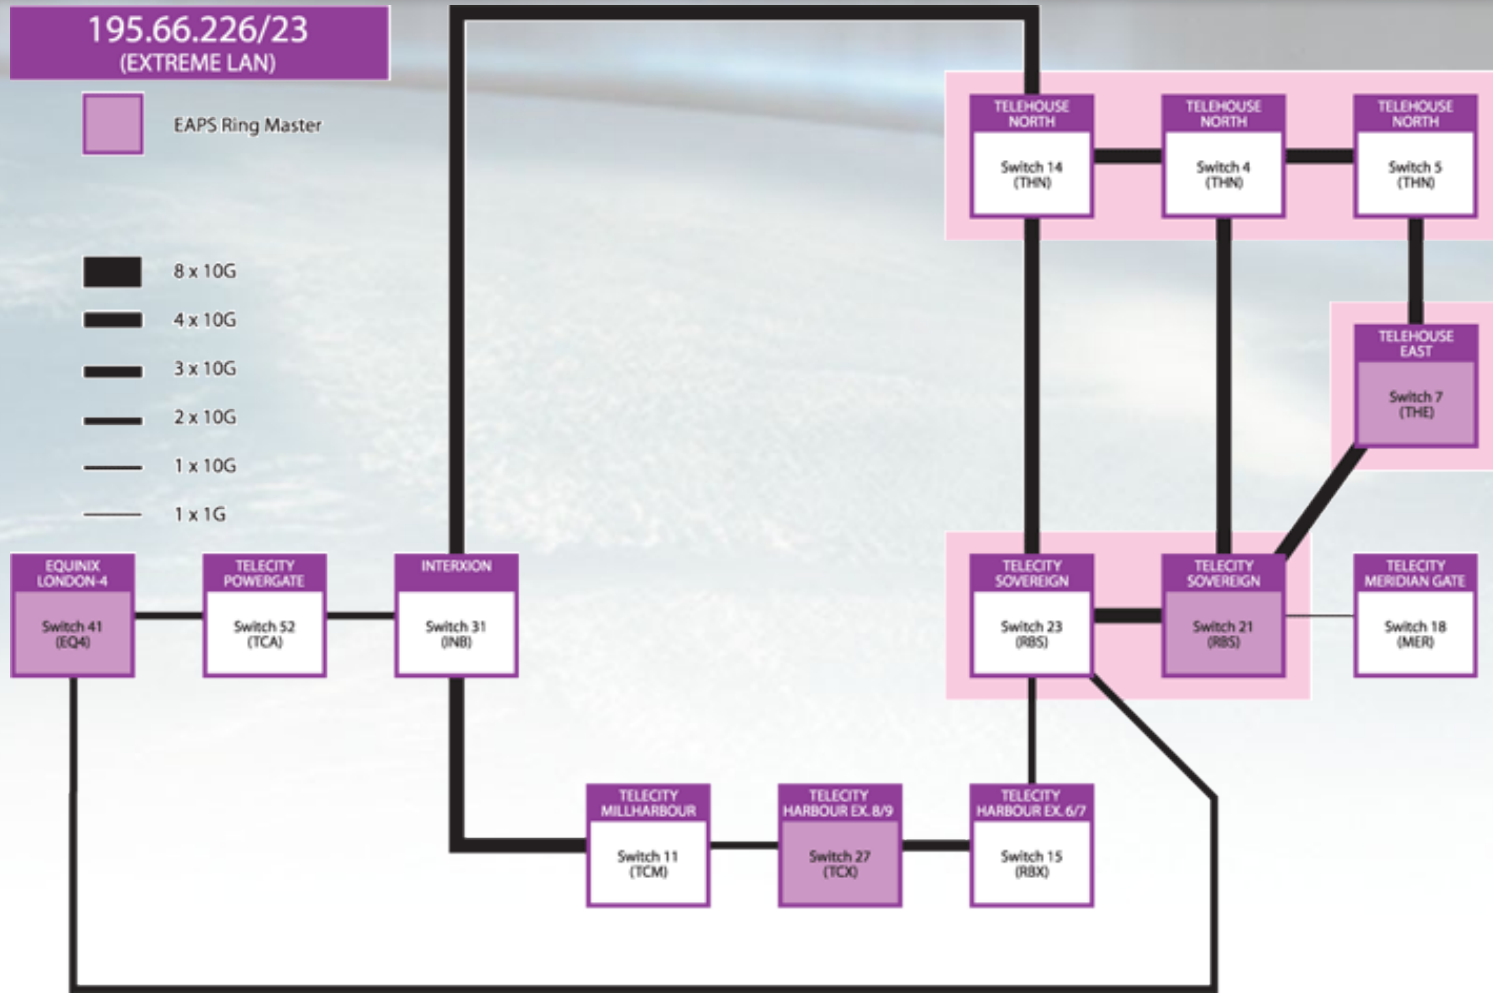 195.66.226/23
(EXTREME LAN)
EAPS Ring Master
8 x 10G
4 x 10G
3 x 10G
2 x 10G
1 x 10G
1 x 1G
TELEHOUSE
NORTH
Switch 14
(THN)
TELEHOUSE
NORTH
Switch 4
(THN)
TELEHOUSE
NORTH
Switch 5
(THN)
TELEHOUSE
EAST
Switch 7
(THE)
EQUINIX
LONDON-4
Switch 41
(EQ4)
TELECITY
POWERGATE
Switch 52
(TCA)
INTERXION
Switch 31
(INB)
TELECITY
SOVEREIGN
Switch 23
(RBS)
TELECITY
SOVEREIGN
Switch 21
(RBS)
TELECITY
MERIDIAN GATE
Switch 18
(MER)
TELECITY
MILLHARBOUR
Switch 11
(TCM)
TELECITY
HARBOUR EX. 8/9
Switch 27
(TCX)
TELECITY
HARBOUR EX. 6/7
Switch 15
(RBX)